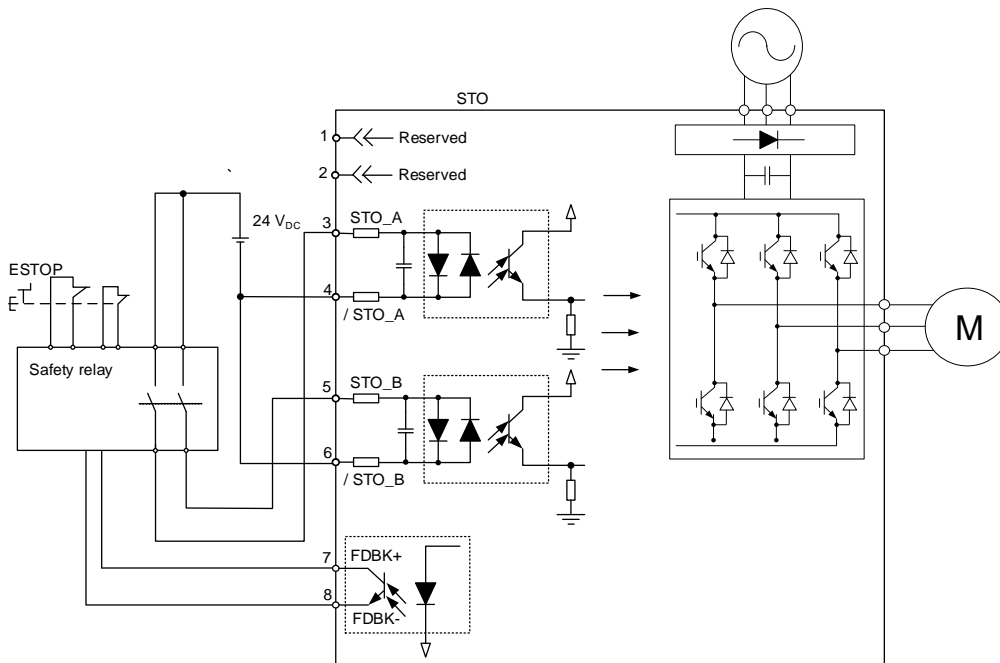 STO
1
Reserved
2
Reserved
24 VDC
3
STO_A
ESTOP
4
/ STO_A
Safety relay
5
STO_B
6
/ STO_B
7
FDBK+
8
FDBK-
M